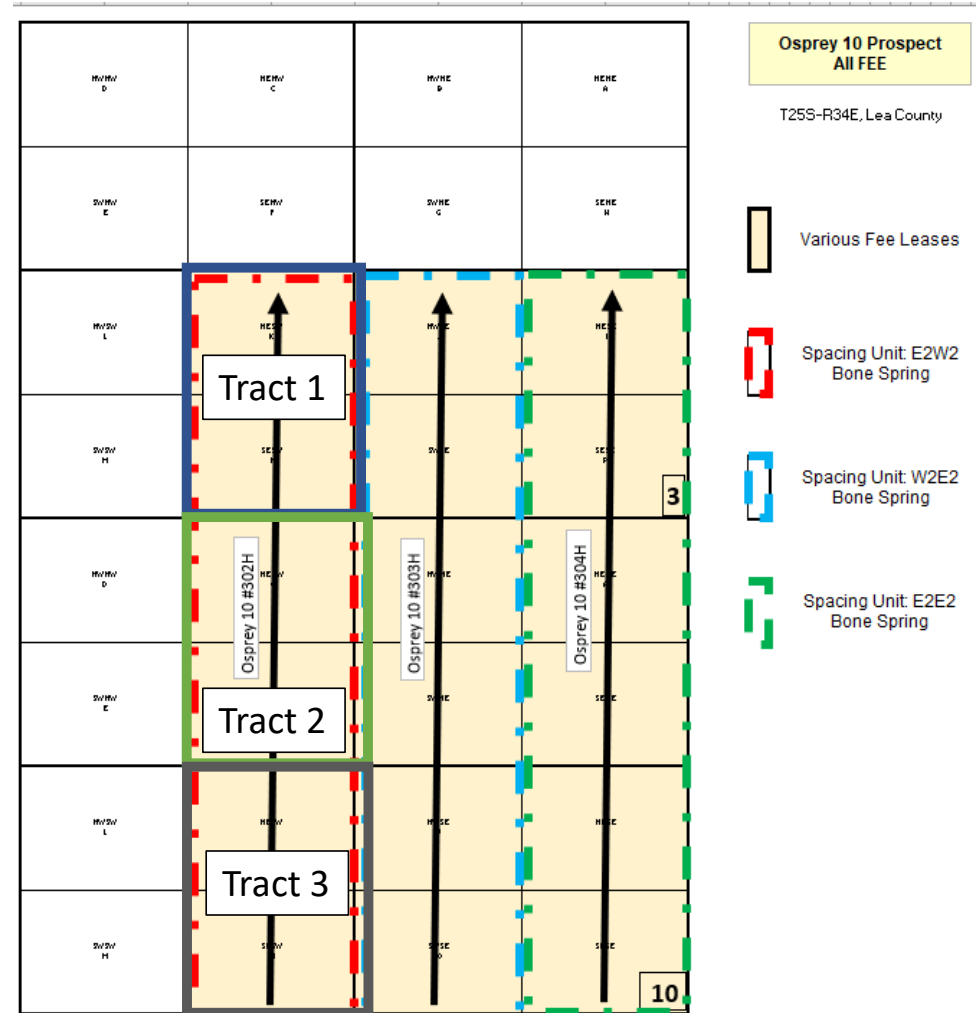 Osprey 10 Prospect
All FEE
T25S-R34E, Lea County
Various Fee Leases
Spacing Unit: E2W2
Bone Spring
Spacing Unit: W2E2
Bone Spring
Spacing Unit: E2E2
Bone Spring
NWNW
D
NENW
C
NWNE
B
NENE
A
SWNW
E
SENW
F
SWNE
G
SENE
H
NWSW
L
Tract 1
SWSW
M
3
NWNW
D
Osprey 10 #302H
Osprey 10 #303H
Osprey 10 #304H
SWNW
E
Tract 2
NWSW
L
Tract 3
SWSW
M
10